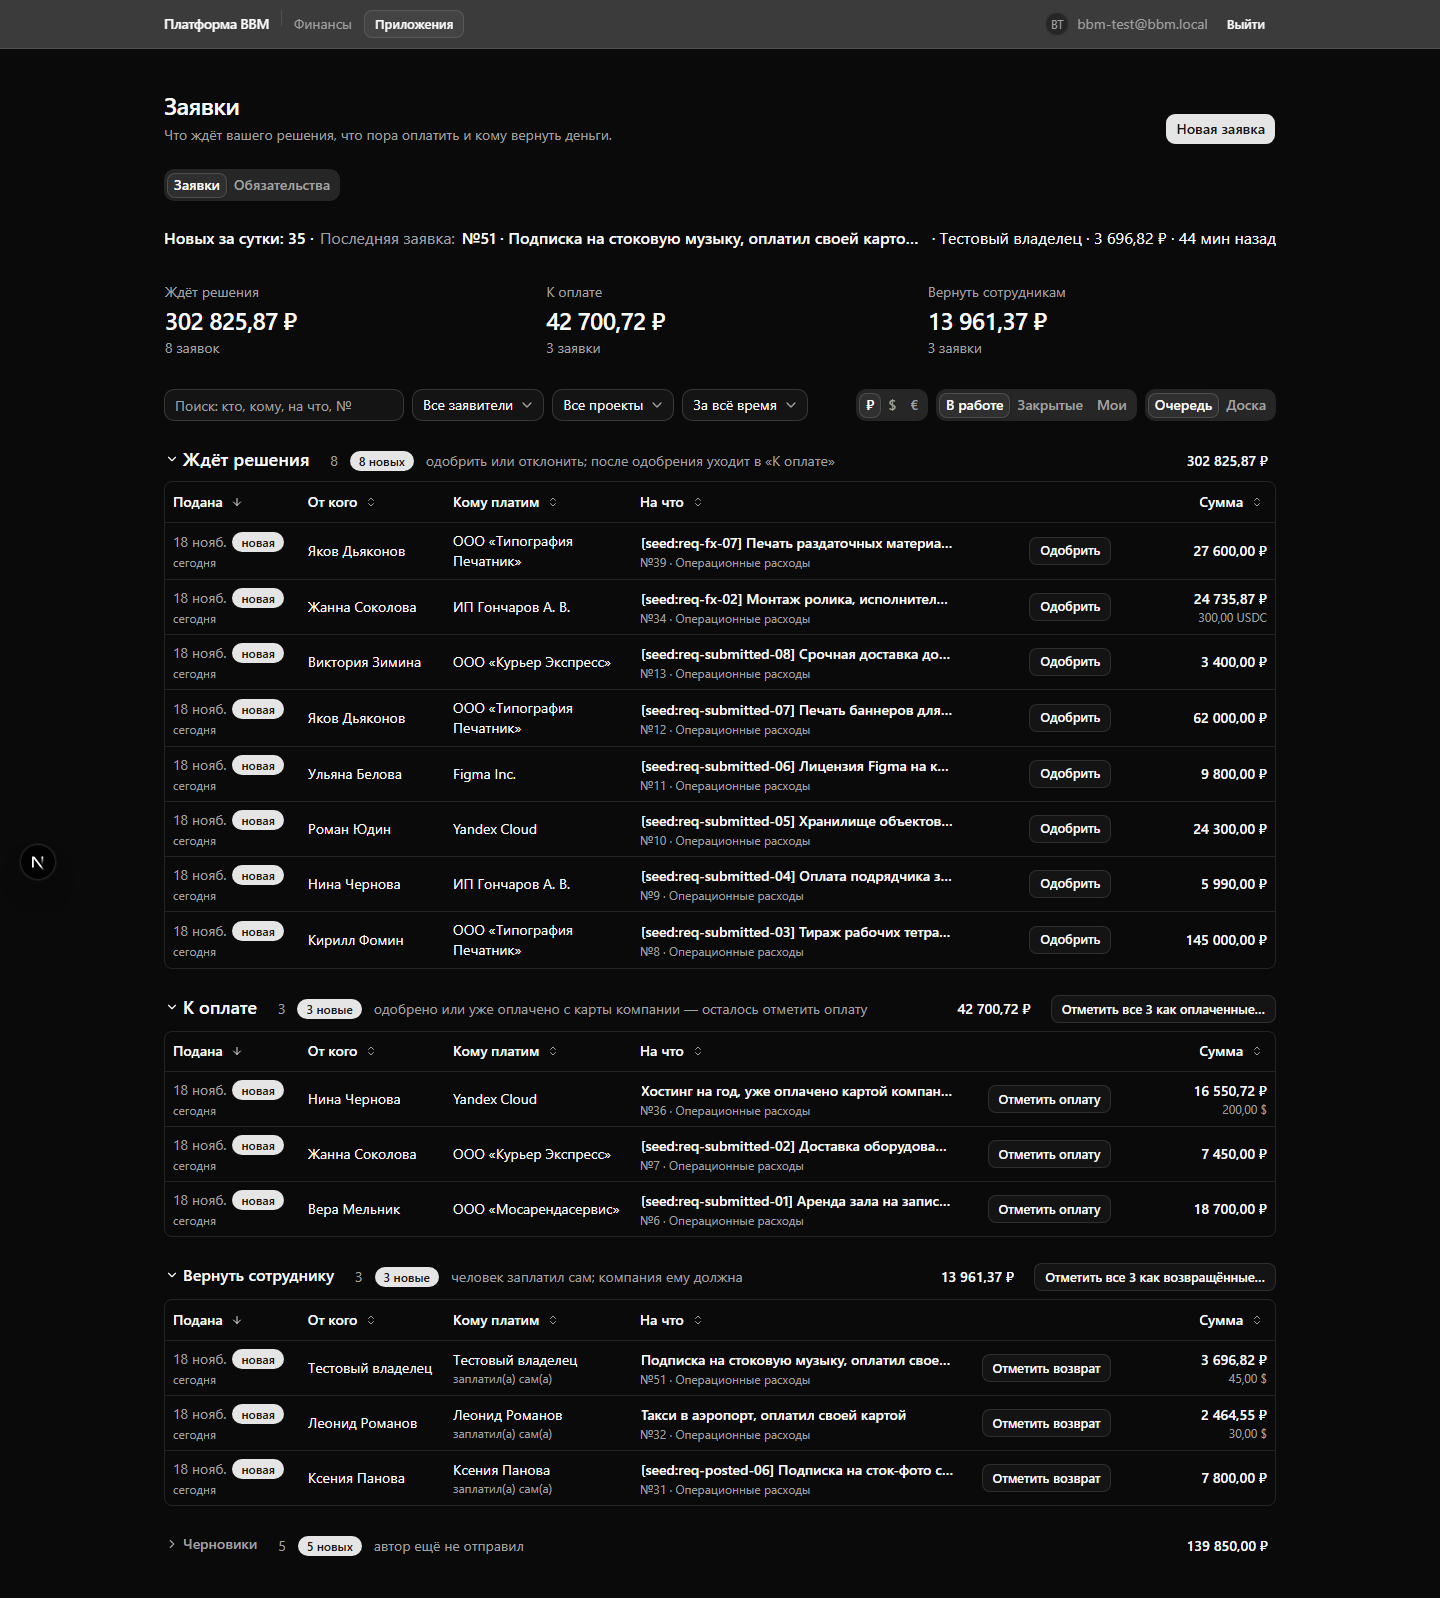 Платформа BBM Финансы Приложения BT bbm-test@bbm.local Выйти
Заявки
Что ждёт вашего решения, что пора оплатить и кому вернуть деньги.
Новая заявка
Заявки Обязательства
Новых за сутки: 35 · Последняя заявка: №51 · Подписка на стоковую музыку, оплатил своей карто... · Тестовый владелец · 3 696,82 ₽ · 44 мин назад
Ждёт решения К оплате Вернуть сотрудникам
302 825,87 ₽ 42 700,72 ₽ 13 961,37 ₽
8 заявок 3 заявки 3 заявки
Поиск: кто, кому, на что, № Все заявители Все проекты За всё время ₽ $ € В работе Закрытые Мои Очередь Доска
Ждёт решения 8 8 новых одобрить или отклонить; после одобрения уходит в «К оплате» 302 825,87 ₽
Подана От кого Кому платим На что Сумма
18 нояб. новая
сегодня
Яков Дьяконов
ООО «Типография
Печатник»
[seed:req-fx-07] Печать раздаточных материа...
№39 · Операционные расходы
Одобрить
27 600,00 ₽
18 нояб. новая
сегодня
Жанна Соколова
ИП Гончаров А. В.
[seed:req-fx-02] Монтаж ролика, исполнител...
№34 · Операционные расходы
Одобрить
24 735,87 ₽
300,00 USDC
18 нояб. новая
сегодня
Виктория Зимина
ООО «Курьер Экспресс»
[seed:req-submitted-08] Срочная доставка до...
№13 · Операционные расходы
Одобрить
3 400,00 ₽
18 нояб. новая
сегодня
Яков Дьяконов
ООО «Типография
Печатник»
[seed:req-submitted-07] Печать баннеров для...
№12 · Операционные расходы
Одобрить
62 000,00 ₽
18 нояб. новая
сегодня
Ульяна Белова
Figma Inc.
[seed:req-submitted-06] Лицензия Figma на к...
№11 · Операционные расходы
Одобрить
9 800,00 ₽
18 нояб. новая
сегодня
Роман Юдин
Yandex Cloud
[seed:req-submitted-05] Хранилище объектов...
№10 · Операционные расходы
Одобрить
24 300,00 ₽
18 нояб. новая
сегодня
Нина Чернова
ИП Гончаров А. В.
[seed:req-submitted-04] Оплата подрядчика з...
№9 · Операционные расходы
Одобрить
5 990,00 ₽
18 нояб. новая
сегодня
Кирилл Фомин
ООО «Типография
Печатник»
[seed:req-submitted-03] Тираж рабочих тетра...
№8 · Операционные расходы
Одобрить
145 000,00 ₽
К оплате 3 3 новые одобрено или уже оплачено с карты компании — осталось отметить оплату 42 700,72 ₽ Отметить все 3 как оплаченные...
Подана От кого Кому платим На что Сумма
18 нояб. новая
сегодня
Нина Чернова
Yandex Cloud
Хостинг на год, уже оплачено картой компан...
№36 · Операционные расходы
Отметить оплату
16 550,72 ₽
200,00 $
18 нояб. новая
сегодня
Жанна Соколова
ООО «Курьер Экспресс»
[seed:req-submitted-02] Доставка оборудова...
№7 · Операционные расходы
Отметить оплату
7 450,00 ₽
18 нояб. новая
сегодня
Вера Мельник
ООО «Мосарендасервис»
[seed:req-submitted-01] Аренда зала на запис...
№6 · Операционные расходы
Отметить оплату
18 700,00 ₽
Вернуть сотруднику 3 3 новые человек заплатил сам; компания ему должна 13 961,37 ₽ Отметить все 3 как возвращённые...
Подана От кого Кому платим На что Сумма
18 нояб. новая
сегодня
Тестовый владелец
Тестовый владелец
заплатил(а) сам(а)
Подписка на стоковую музыку, оплатил свое...
№51 · Операционные расходы
Отметить возврат
3 696,82 ₽
45,00 $
18 нояб. новая
сегодня
Леонид Романов
Леонид Романов
заплатил(а) сам(а)
Такси в аэропорт, оплатил своей картой
№32 · Операционные расходы
Отметить возврат
2 464,55 ₽
30,00 $
18 нояб. новая
сегодня
Ксения Панова
Ксения Панова
заплатил(а) сам(а)
[seed:req-posted-06] Подписка на сток-фото с...
№31 · Операционные расходы
Отметить возврат
7 800,00 ₽
Черновики 5 5 новых автор ещё не отправил 139 850,00 ₽